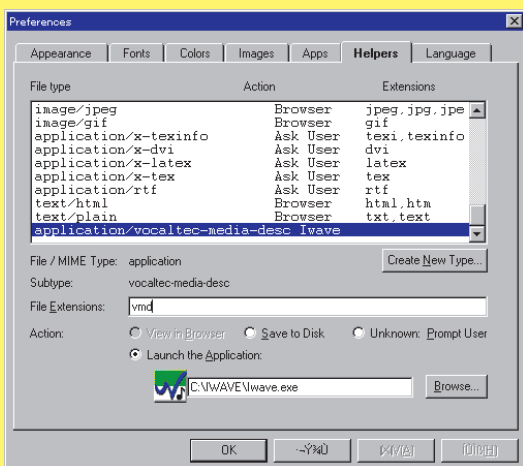 Preferences
Appearance Fonts Colors Images Apps Helpers Language
File type Action Extensions
image/jpeg Browser jpeg,jpg,jpe
image/gif Browser gif
application/x-texinfo Ask User texi,texinfo
application/x-dvi Ask User dvi
application/x-latex Ask User latex
application/x-tex Ask User tex
application/rtf Ask User rtf
text/html Browser html,htm
text/plain Browser txt,text
application/vocaltec-media-desc Iwave
File / MIME Type: application Create New Type...
Subtype: vocaltec-media-desc
File Extensions: vmd
Action: View in Browser Save to Disk Unknown: Prompt User
Launch the Application:
C:\IWAVE\Iwave.exe Browse...
OK